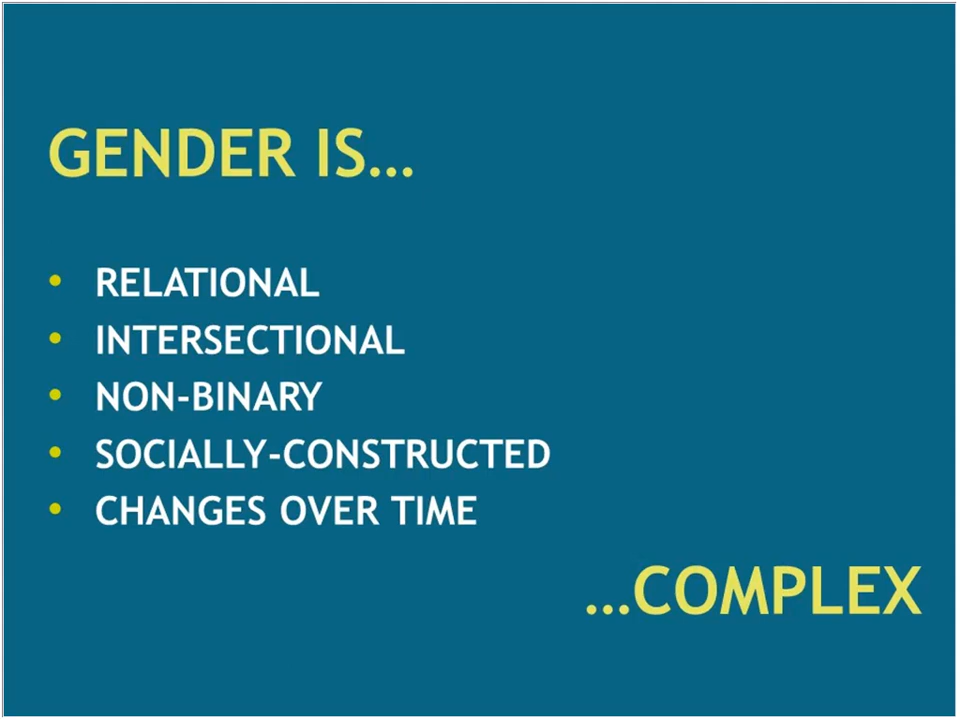 GENDER IS...
• RELATIONAL
• INTERSECTIONAL
• NON-BINARY
• SOCIALLY-CONSTRUCTED
• CHANGES OVER TIME
...COMPLEX